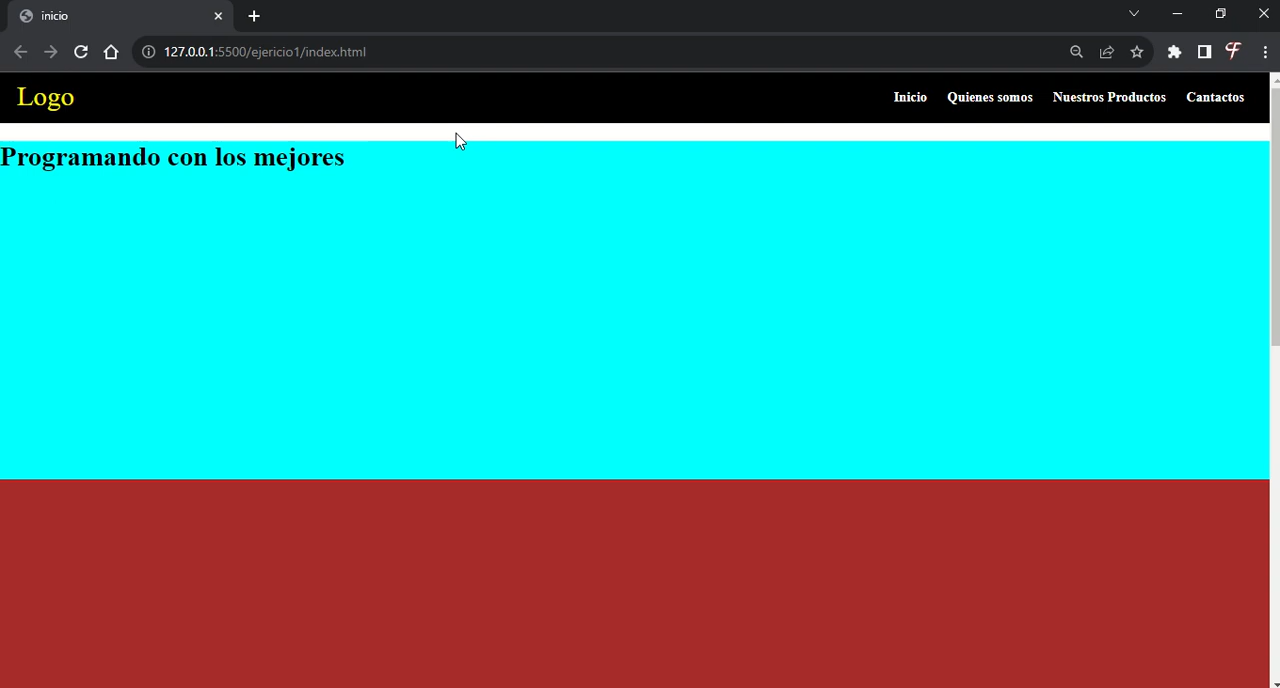 inicio
127.0.0.1:5500/ejericio1/index.html
Logo
Inicio Quienes somos Nuestros Productos Cantactos
Programando con los mejores